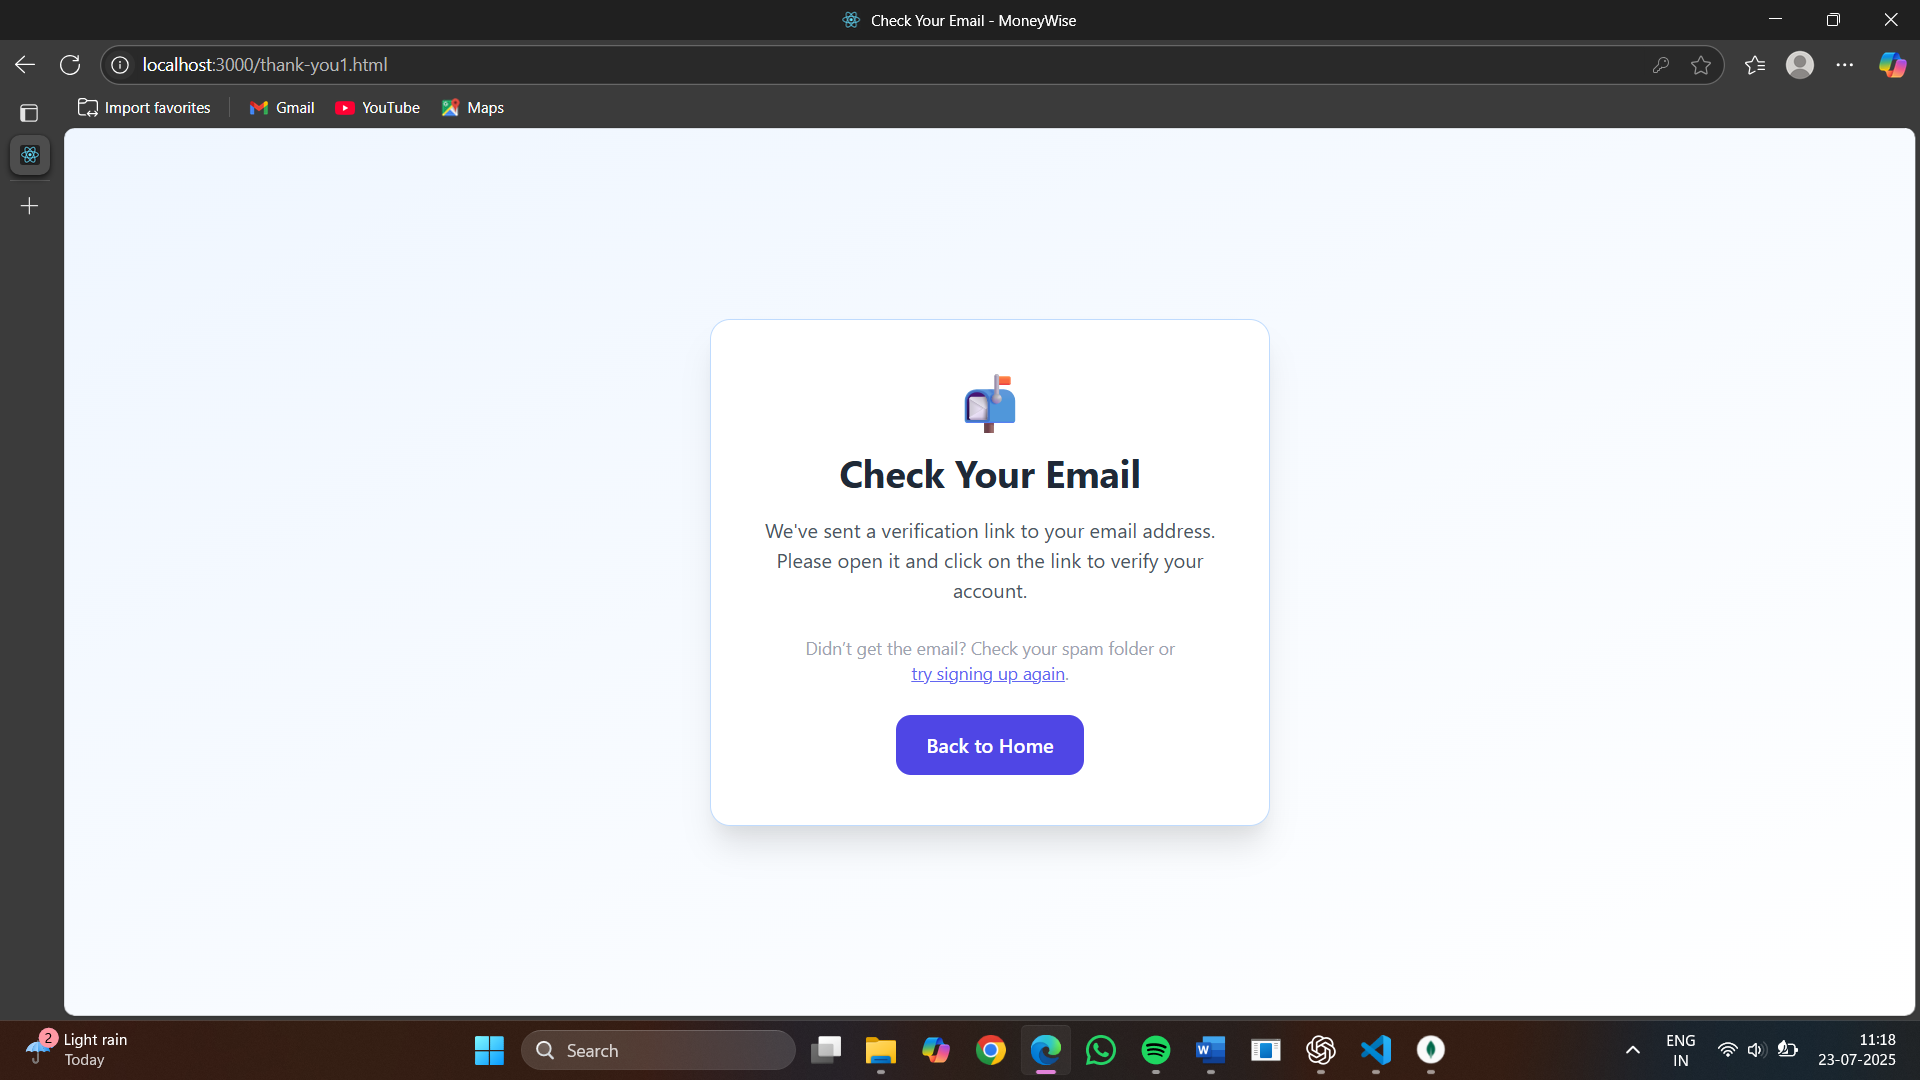 Check Your Email - MoneyWise
localhost:3000/thank-you1.html
Import favorites
Gmail
YouTube
Maps
Check Your Email
We've sent a verification link to your email address.
Please open it and click on the link to verify your
account.
Didn’t get the email? Check your spam folder or
try signing up again.
Back to Home
2
Light rain
Today
Search
W
ENG
IN
11:18
23-07-2025